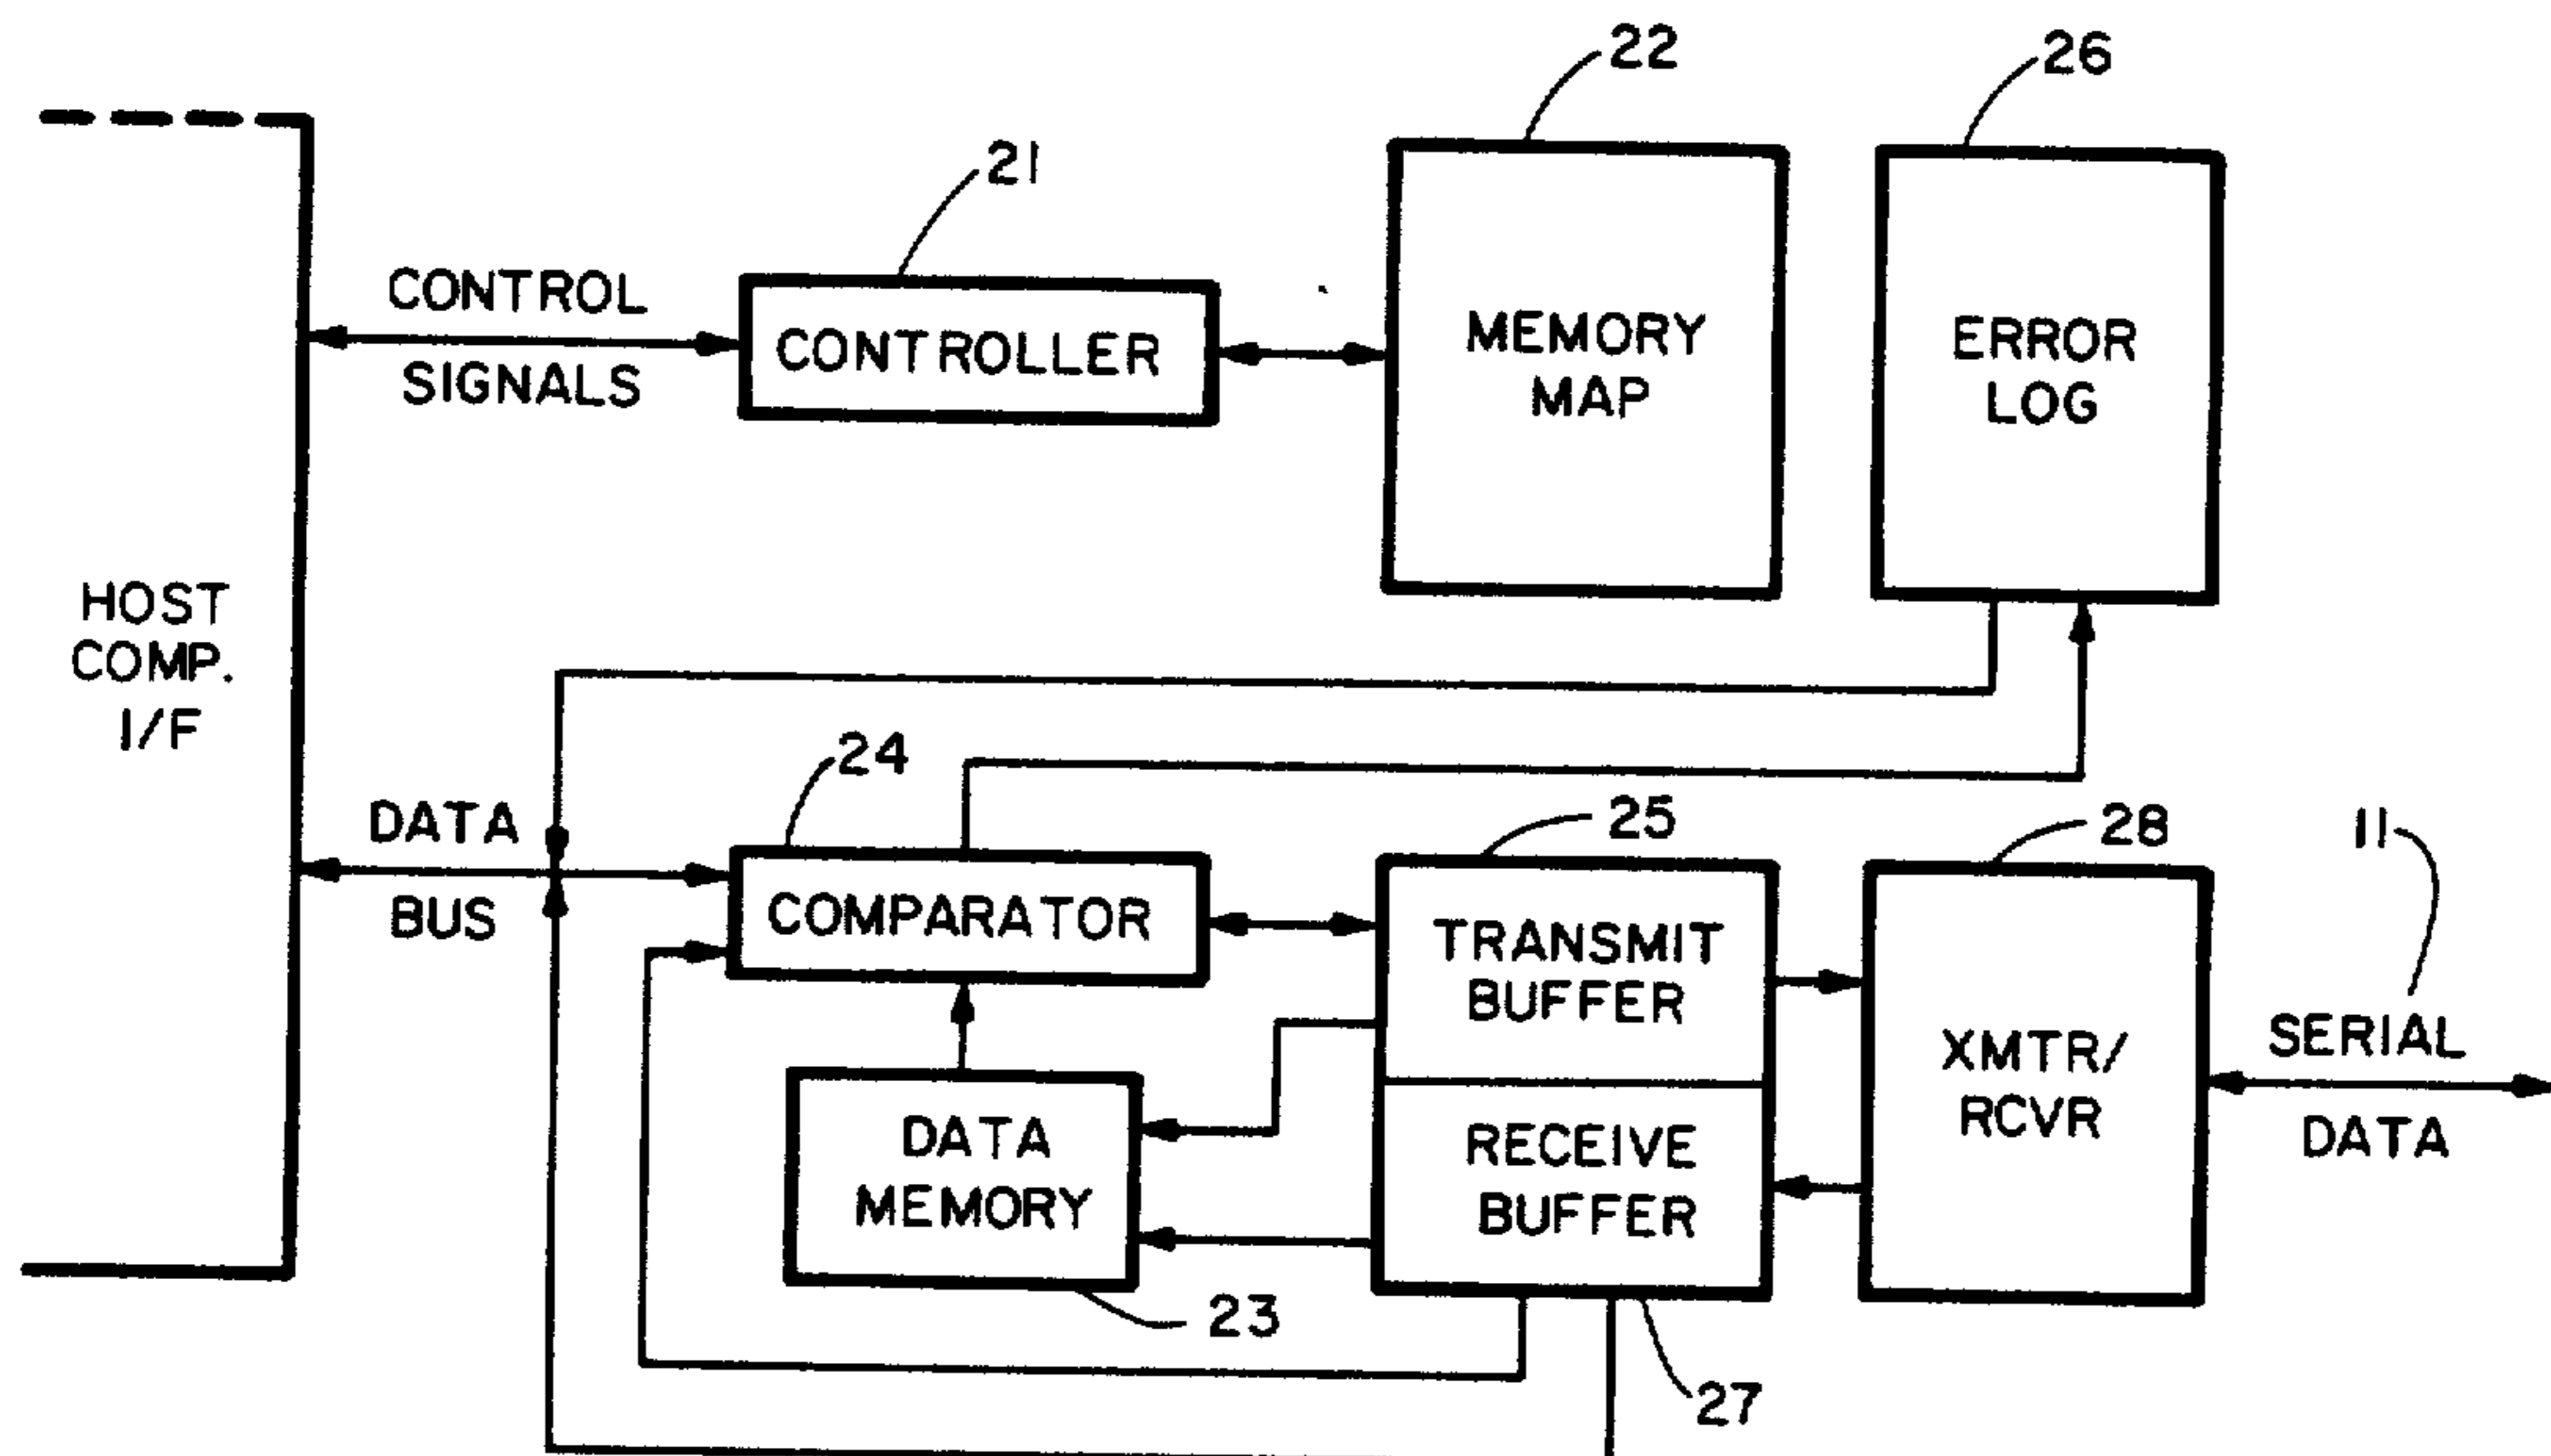 22
26
21
CONTROL
SIGNALS
CONTROLLER
MEMORY
MAP
ERROR
LOG
HOST
COMP.
I/F
24
DATA
BUS
25
28
11
COMPARATOR
TRANSMIT
BUFFER
XMTR/
RCVR
SERIAL
DATA
DATA
MEMORY
RECEIVE
BUFFER
23
27